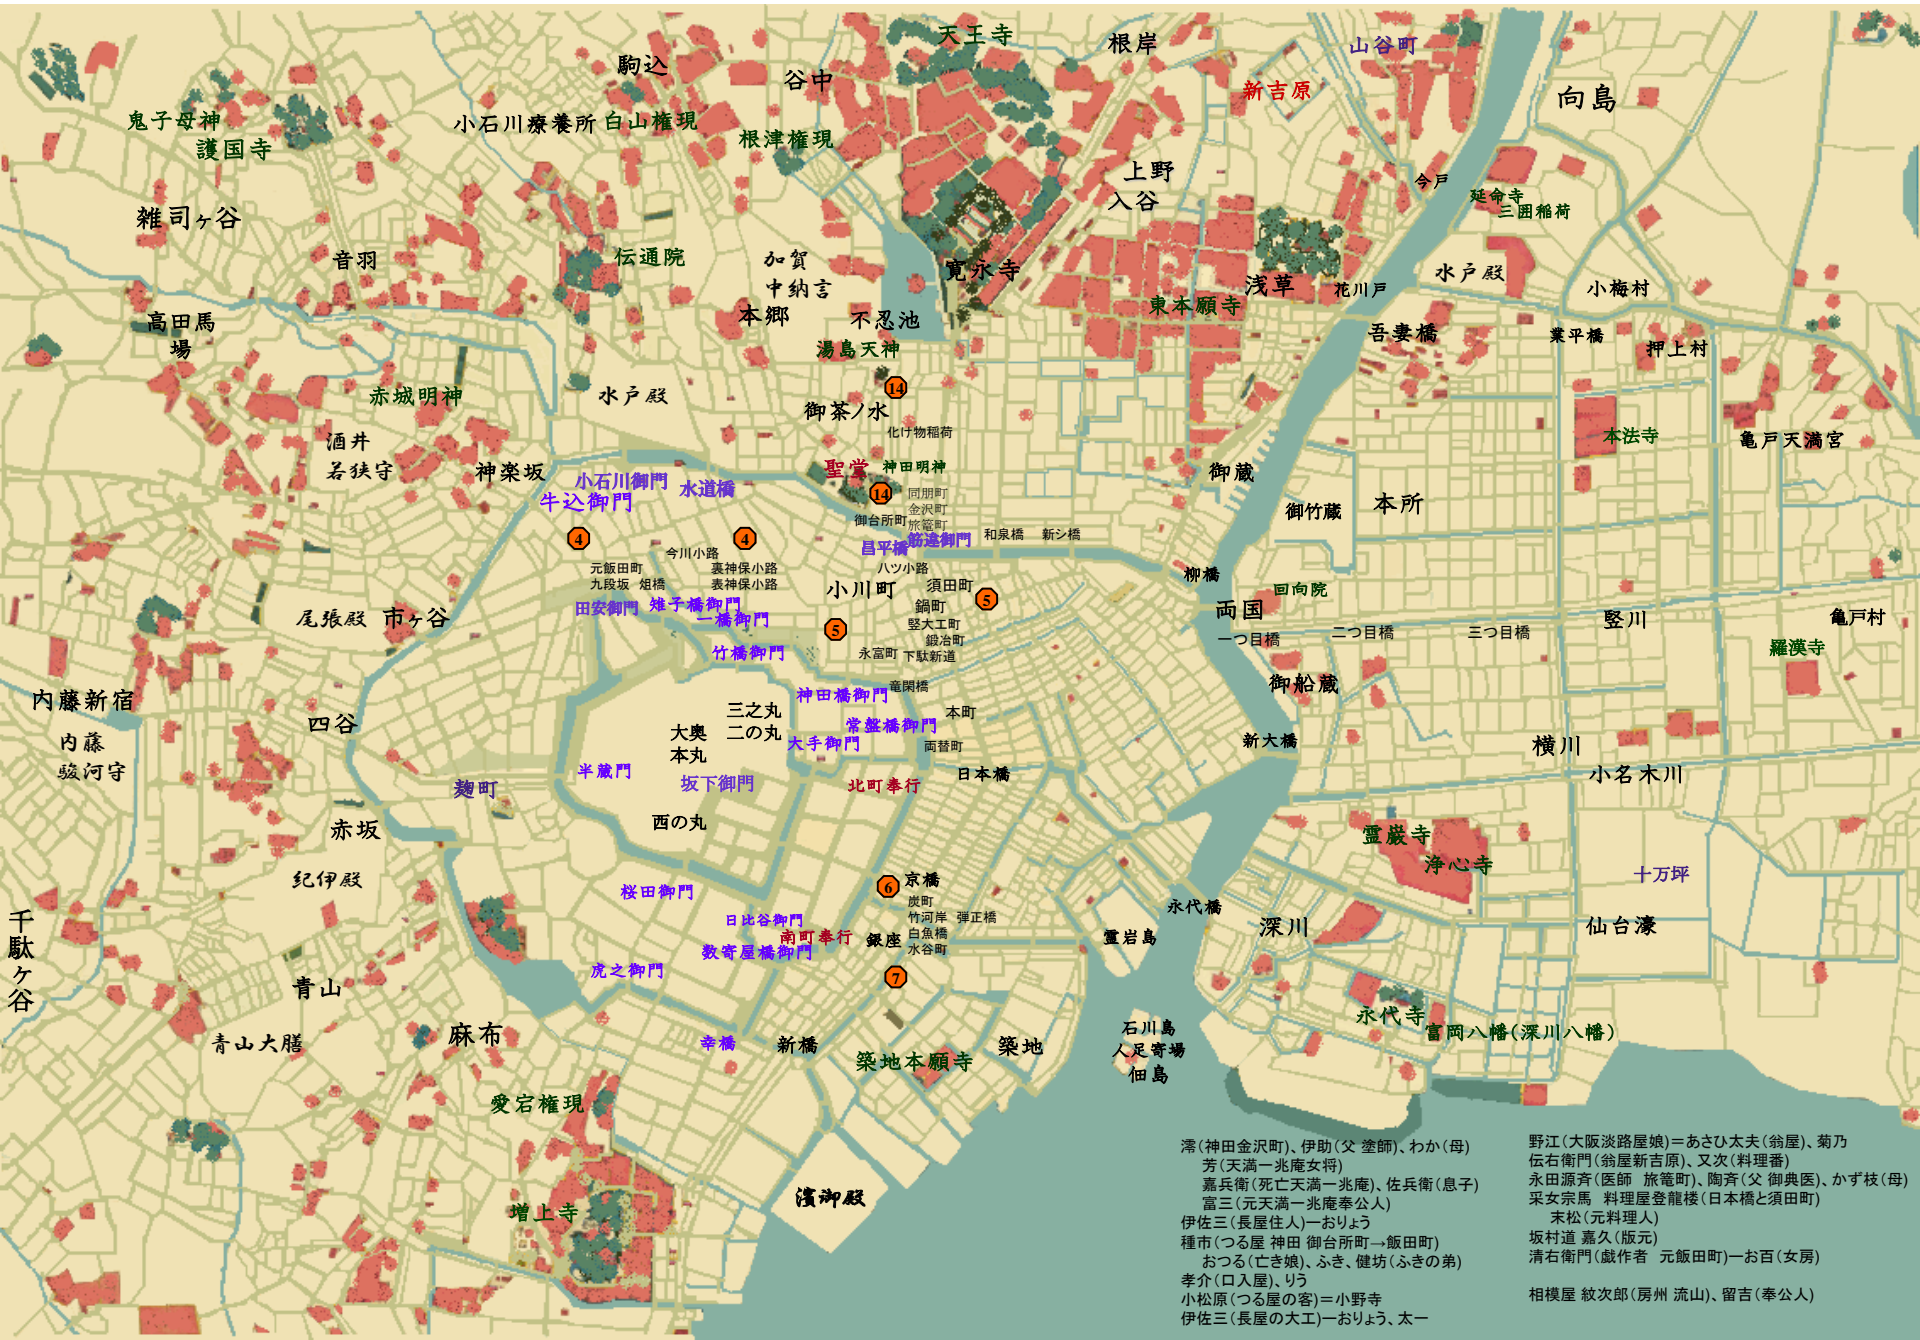 天王寺
根岸
山谷町
駒込
谷中
新吉原
向島
鬼子母神
護国寺
小石川療養所
白山権現
根津権現
上野
入谷
今戸
延命寺
三囲稲荷
雑司ヶ谷
音羽
伝通院
加賀
中納言
本郷
寛永寺
浅草
花川戸
水戸殿
小梅村
東本願寺
高田馬
場
不忍池
湯島天神
吾妻橋
業平橋
押上村
14
赤城明神
水戸殿
御茶ノ水
化け物稲荷
本法寺
亀戸天満宮
酒井
若狭守
神楽坂
聖堂
神田明神
御蔵
小石川御門
水道橋
牛込御門
14
同朋町
金沢町
旅篭町
御台所町
御竹蔵
本所
4
4
昌平橋
筋違御門
和泉橋
新シ橋
今川小路
元飯田町
九段坂
俎橋
裏神保小路
表神保小路
八ツ小路
小川町
須田町
5
柳橋
回向院
田安御門
雉子橋御門
一橋御門
鍋町
竪大工町
鍛冶町
両国
一つ目橋
二つ目橋
三つ目橋
竪川
亀戸村
尾張殿
市ヶ谷
5
竹橋御門
永富町
下駄新道
羅漢寺
内藤新宿
内藤
駿河守
四谷
神田橋御門
竜閑橋
御船蔵
三之丸
二の丸
大奥
本丸
常盤橋御門
大手御門
本町
両替町
新大橋
横川
小名木川
麹町
半蔵門
坂下御門
北町奉行
日本橋
赤坂
西の丸
霊巌寺
浄心寺
紀伊殿
桜田御門
6
京橋
炭町
竹河岸
弾正橋
白魚橋
水谷町
永代橋
十万坪
千駄ヶ谷
日比谷御門
南町奉行
数寄屋橋御門
銀座
霊岩島
深川
仙台濠
虎之御門
7
青山
青山大膳
麻布
幸橋
新橋
築地本願寺
築地
石川島
人足寄場
佃島
永代寺
富岡八幡(深川八幡)
愛宕権現
増上寺
濱御殿
澪(神田金沢町)、伊助(父 塗師)、わか(母)
芳(天満一兆庵女将)
嘉兵衛(死亡天満一兆庵)、佐兵衛(息子)
富三(元天満一兆庵奉公人)
伊佐三(長屋住人)ーおりょう
種市(つる屋 神田 御台所町→飯田町)
おつる(亡き娘)、ふき、健坊(ふきの弟)
孝介(口入屋)、りう
小松原(つる屋の客)＝小野寺
伊佐三(長屋の大工)ーおりょう、太一
野江(大阪淡路屋娘)＝あさひ太夫(翁屋)、菊乃
伝右衛門(翁屋新吉原)、又次(料理番)
永田源斉(医師 旅篭町)、陶斉(父 御典医)、かず枝(母)
采女宗馬 料理屋登龍楼(日本橋と須田町)
末松(元料理人)
坂村道 嘉久(版元)
清右衛門(戯作者 元飯田町)ーお百(女房)
相模屋 紋次郎(房州 流山)、留吉(奉公人)